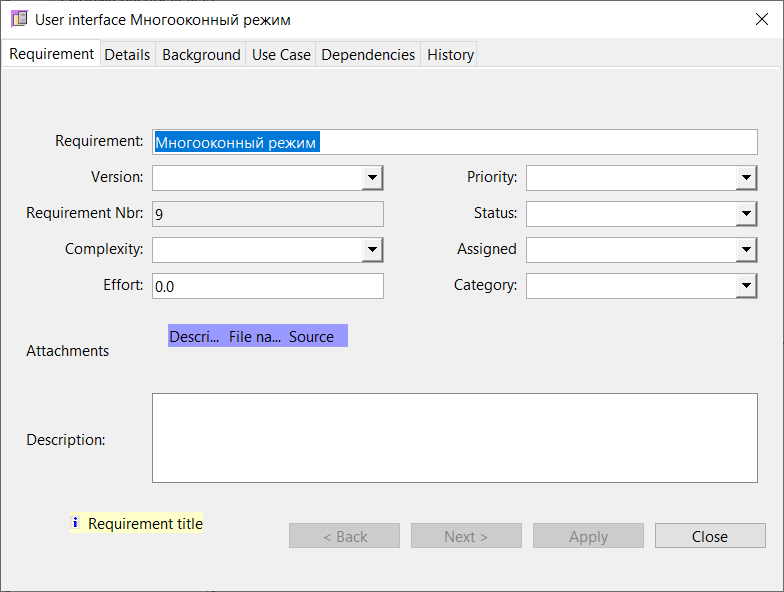 User interface Многооконный режим
Requirement Details Background Use Case Dependencies History
Requirement: Многооконный режим
Version: Priority:
Requirement Nbr: 9 Status:
Complexity: Assigned
Effort: 0.0 Category:
Descri... File na... Source
Attachments
Description:
i Requirement title
< Back Next > Apply Close